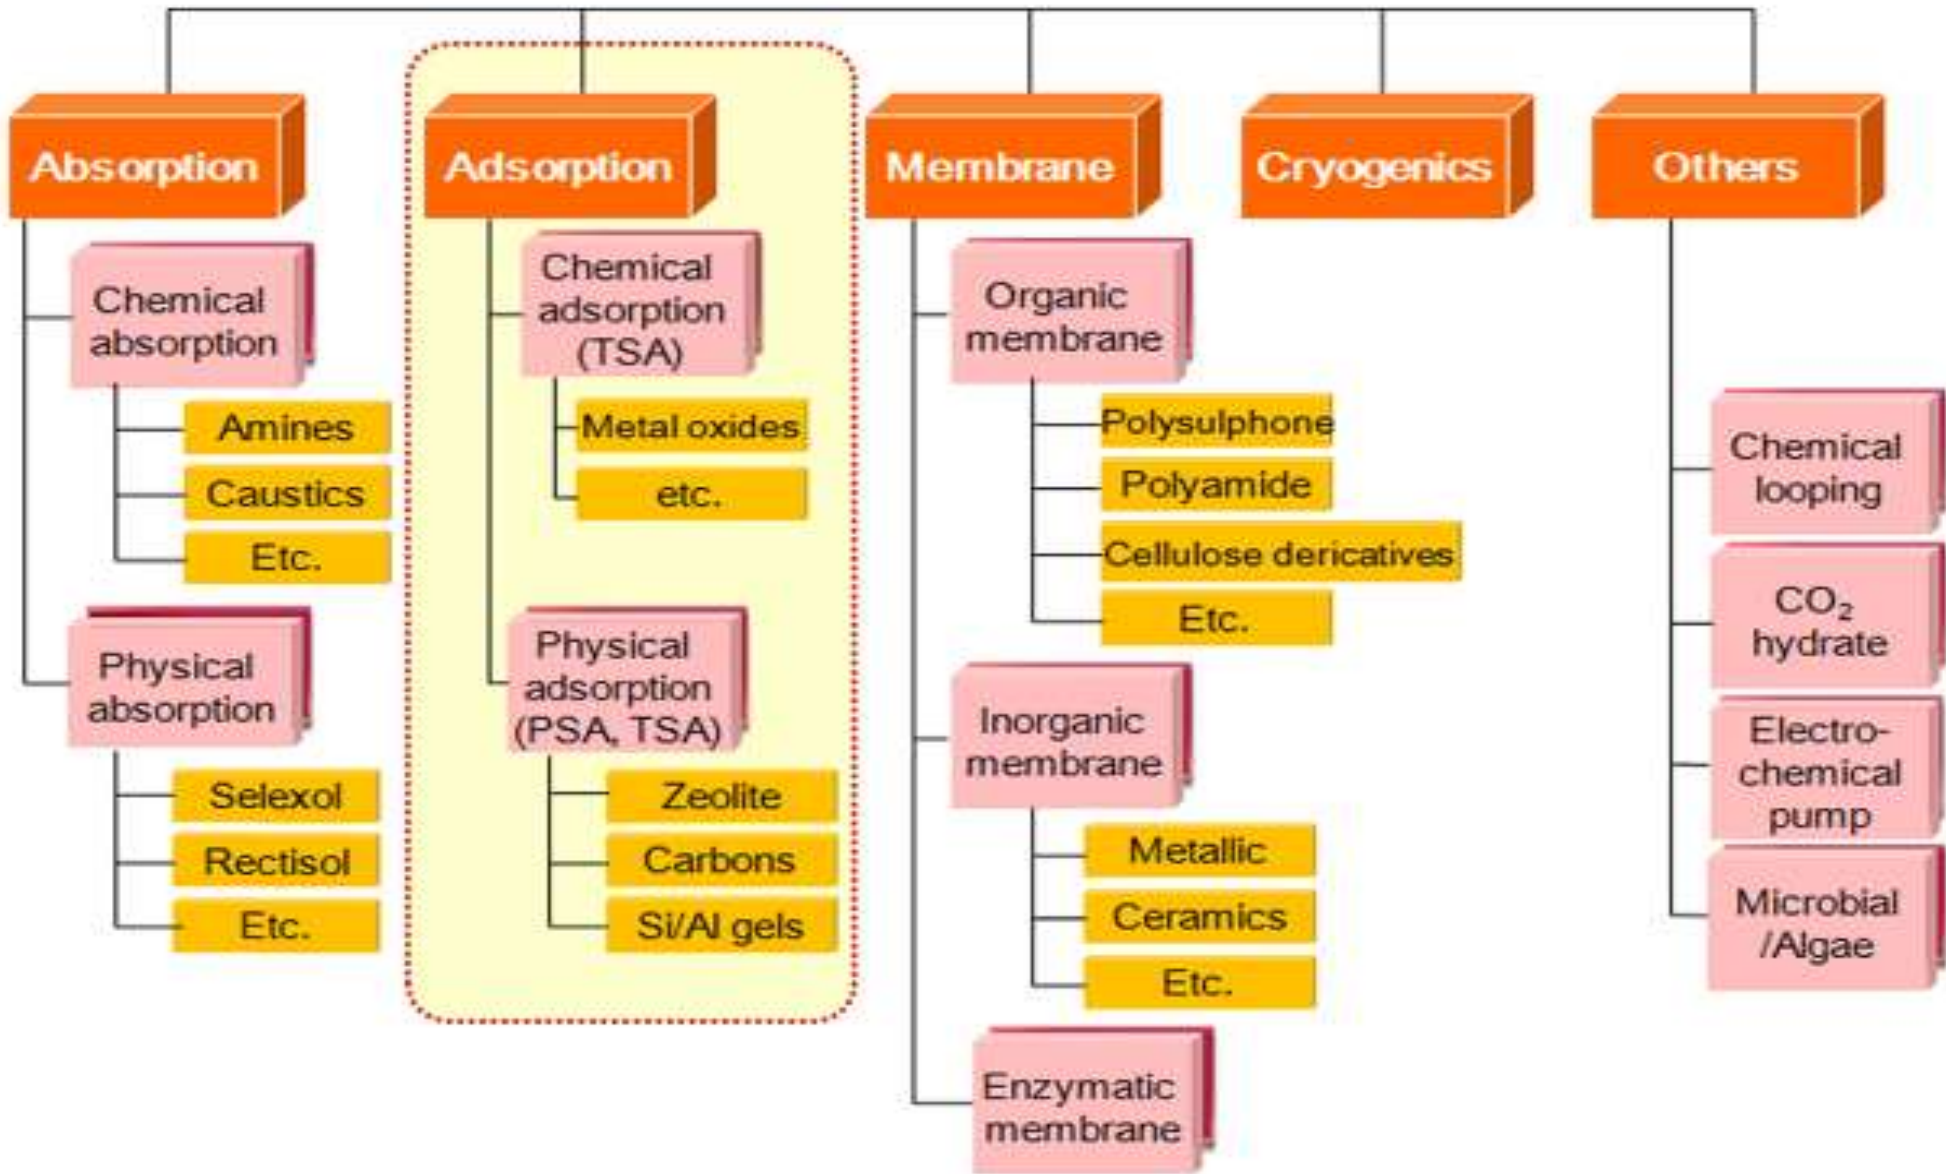 Absorption
Chemical
absorption
Amines
Caustics
Etc.
Physical
absorption
Selexol
Rectisol
Etc.
Adsorption
Chemical
adsorption
(TSA)
Metal oxides
etc.
Physical
adsorption
(PSA, TSA)
Zeolite
Carbons
Si/Al gels
Membrane
Organic
membrane
Polysulphone
Polyamide
Cellulose dericatives
Etc.
Inorganic
membrane
Metallic
Ceramics
Etc.
Enzymatic
membrane
Cryogenics
Others
Chemical
looping
CO₂
hydrate
Electro-
chemical
pump
Microbial
/Algae